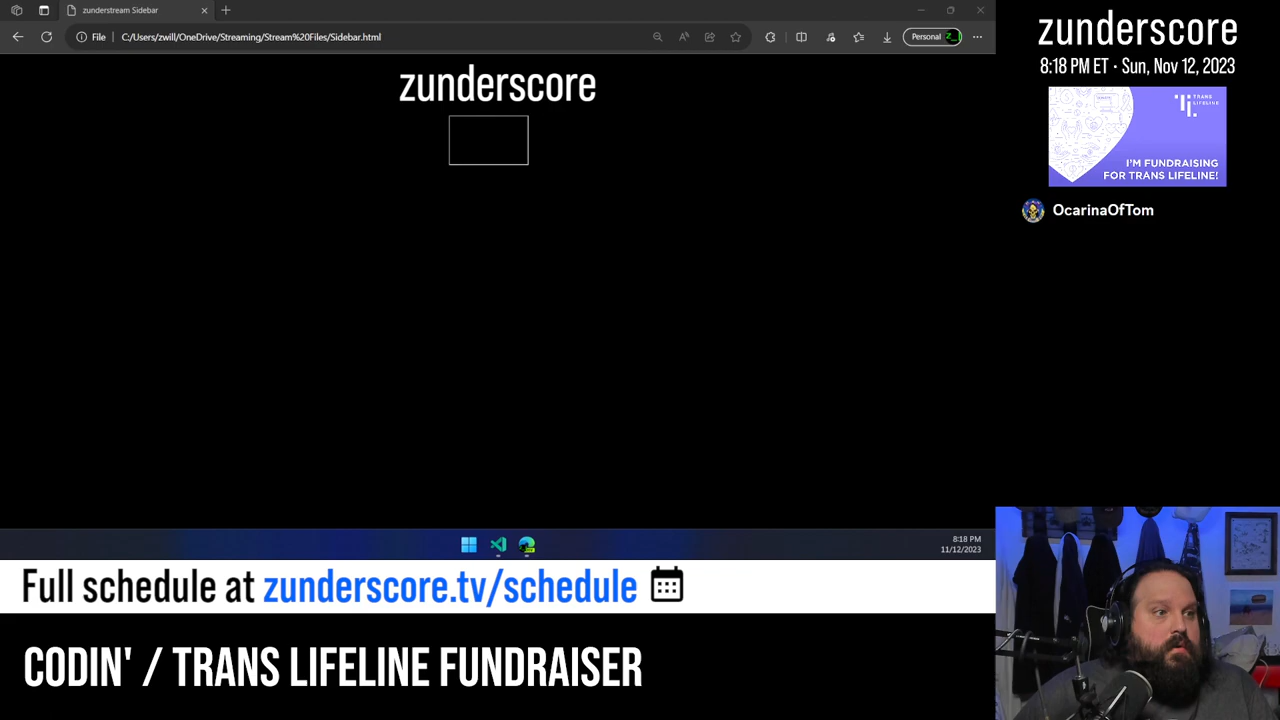 zunderstream Sidebar
File
C:/Users/zwill/OneDrive/Streaming/Stream%20Files/Sidebar.html
Personal
zunderscore
8:18 PM
11/12/2023
zunderscore
8:18 PM ET · Sun, Nov 12, 2023
TRANS
LIFELINE
I'M FUNDRAISING
FOR TRANS LIFELINE!
OcarinaOfTom
Full schedule at zunderscore.tv/schedule
CODIN' / TRANS LIFELINE FUNDRAISER